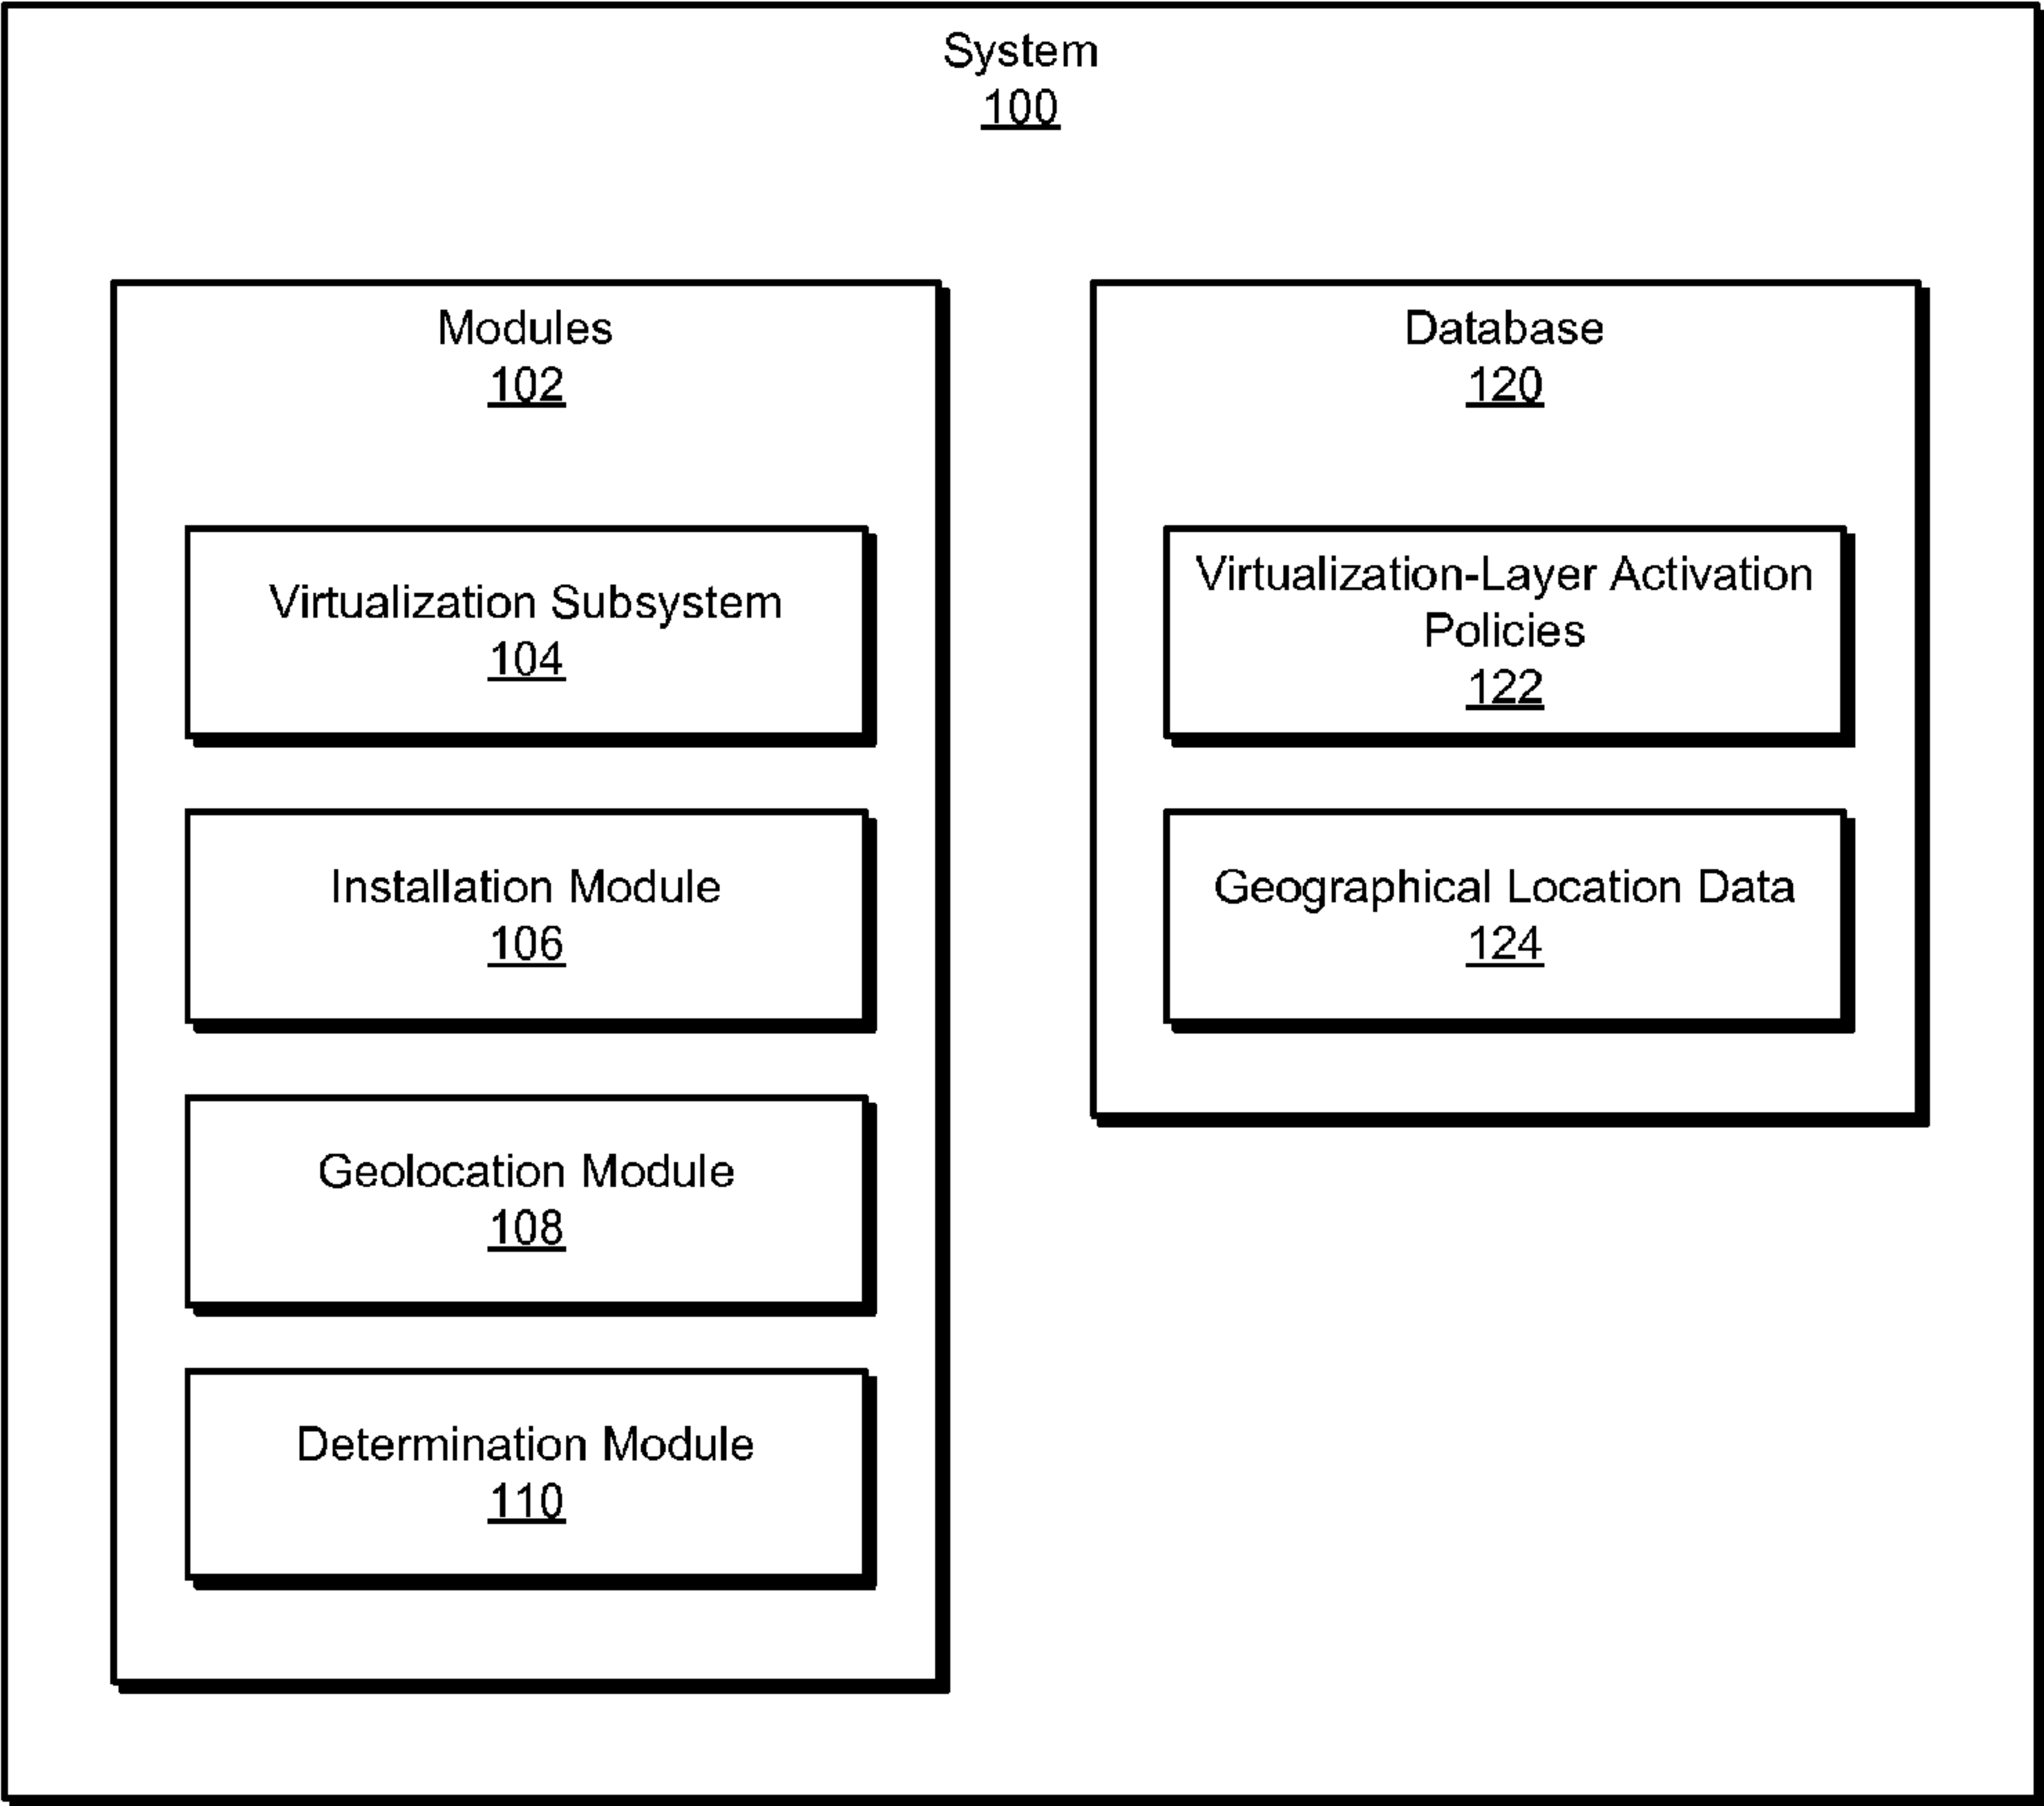 System
100
Modules
102
Virtualization Subsystem
104
Installation Module
106
Geolocation Module
108
Determination Module
110
Database
120
Virtualization-Layer Activation
Policies
122
Geographical Location Data
124